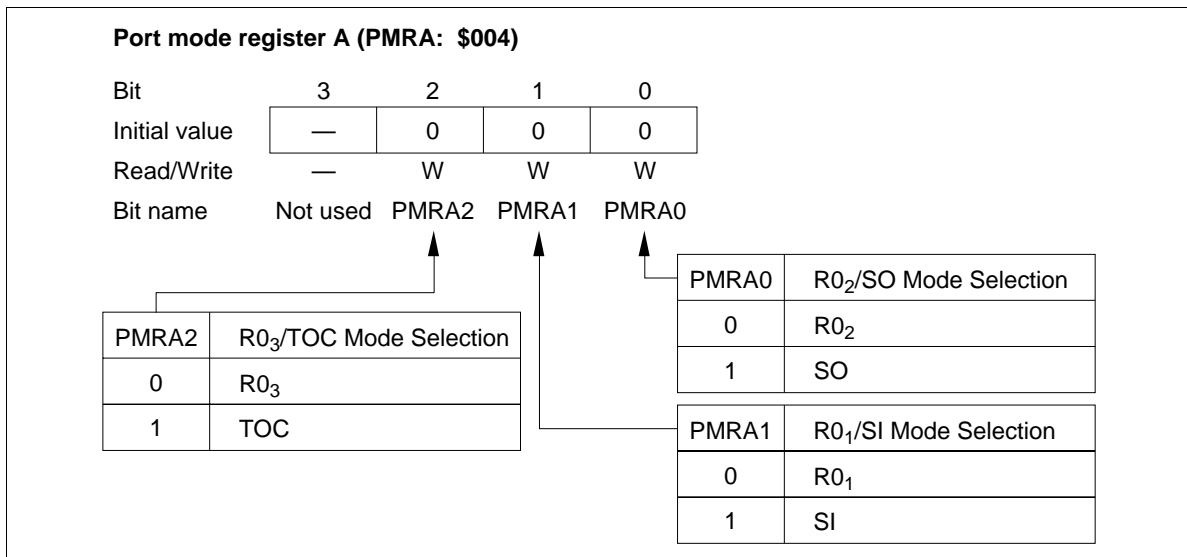 Port mode register A (PMRA: $004)
Bit 3 2 1 0
Initial value — 0 0 0
Read/Write — W W W
Bit name Not used PMRA2 PMRA1 PMRA0
PMRA0 R0₂/SO Mode Selection
0 R0₂
1 SO
PMRA2 R0₃/TOC Mode Selection
0 R0₃
1 TOC
PMRA1 R0₁/SI Mode Selection
0 R0₁
1 SI